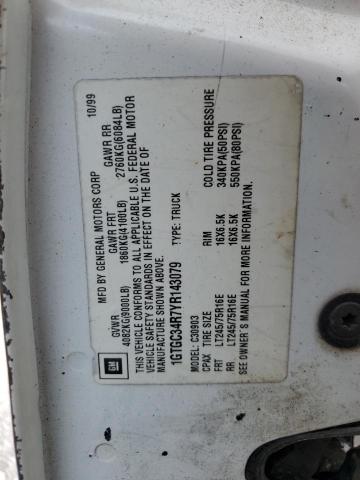 MFD BY GENERAL MOTORS CORP 10/99
GVWR GAWR FRT GAWR RR
4082KG(9000LB) 1860KG(4100LB) 2760KG(6084LB)
THIS VEHICLE CONFORMS TO ALL APPLICABLE U.S. FEDERAL MOTOR
VEHICLE SAFETY STANDARDS IN EFFECT ON THE DATE OF
MANUFACTURE SHOWN ABOVE.
1GTGC34R7YR143079 TYPE: TRUCK
MODEL: C30903
CPAX TIRE SIZE RIM COLD TIRE PRESSURE
FRT LT245/75R16E 16X6.5K 340KPA(50PSI)
RR LT245/75R16E 16X6.5K 550KPA(80PSI)
SEE OWNER'S MANUAL FOR MORE INFORMATION.
GM